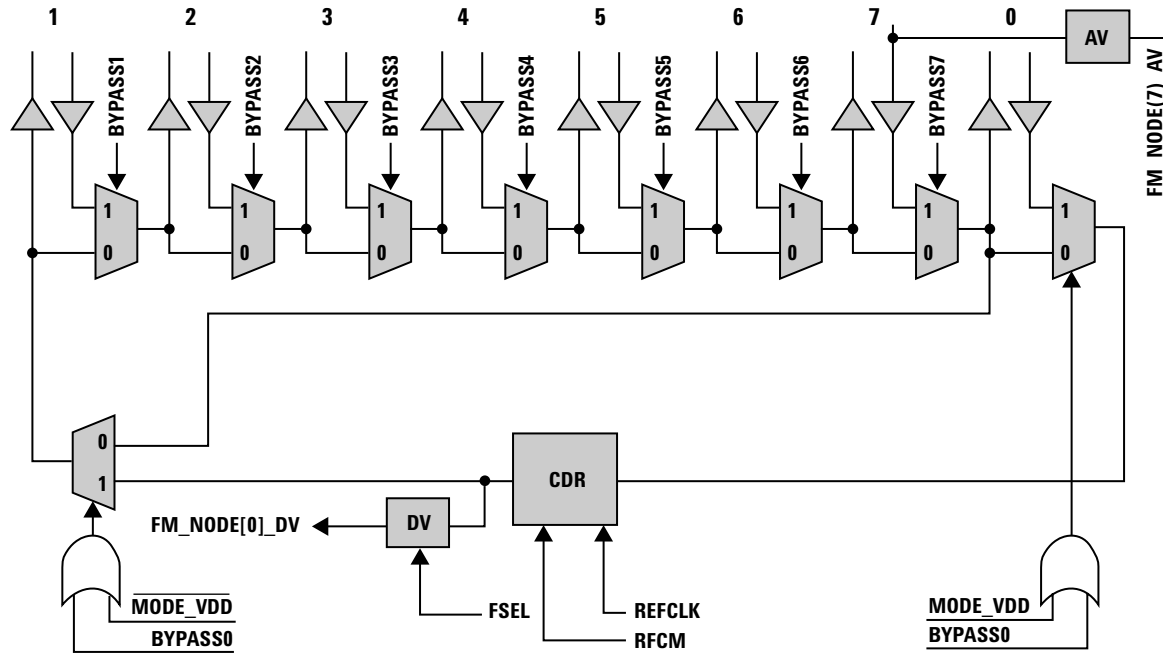 1 2 3 4 5 6 7 0
AV
BYPASS1
BYPASS2
BYPASS3
BYPASS4
BYPASS5
BYPASS6
BYPASS7
FM_NODE(7)_AV
1 1 1 1 1 1 1 1
0 0 0 0 0 0 0 0
0
1
CDR
DV
FM_NODE[0]_DV
FSEL
REFCLK
RFCM
MODE_VDD
BYPASS0
MODE_VDD
BYPASS0